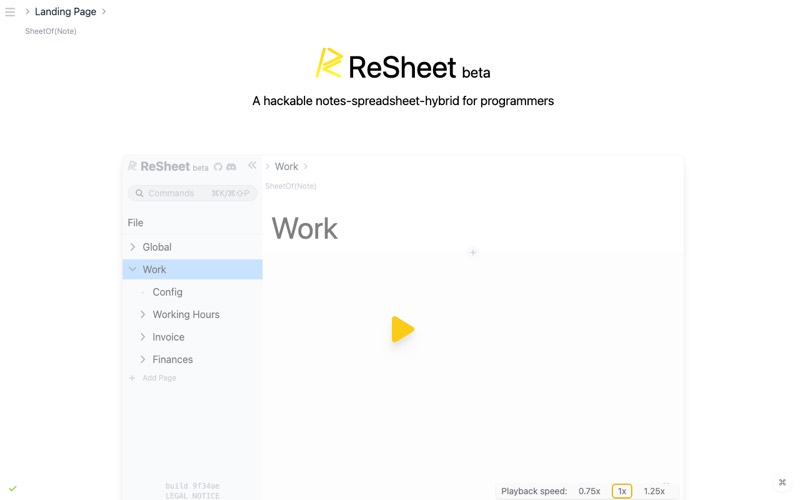 Landing Page
SheetOf(Note)
ReSheet beta
A hackable notes-spreadsheet-hybrid for programmers
ReSheet beta
Work
Commands ⌘K/⌘⇧P
SheetOf(Note)
File
Work
Global
Work
Config
Working Hours
Invoice
Finances
+ Add Page
build 9f34ae
LEGAL NOTICE
Playback speed: 0.75x 1x 1.25x
⌘